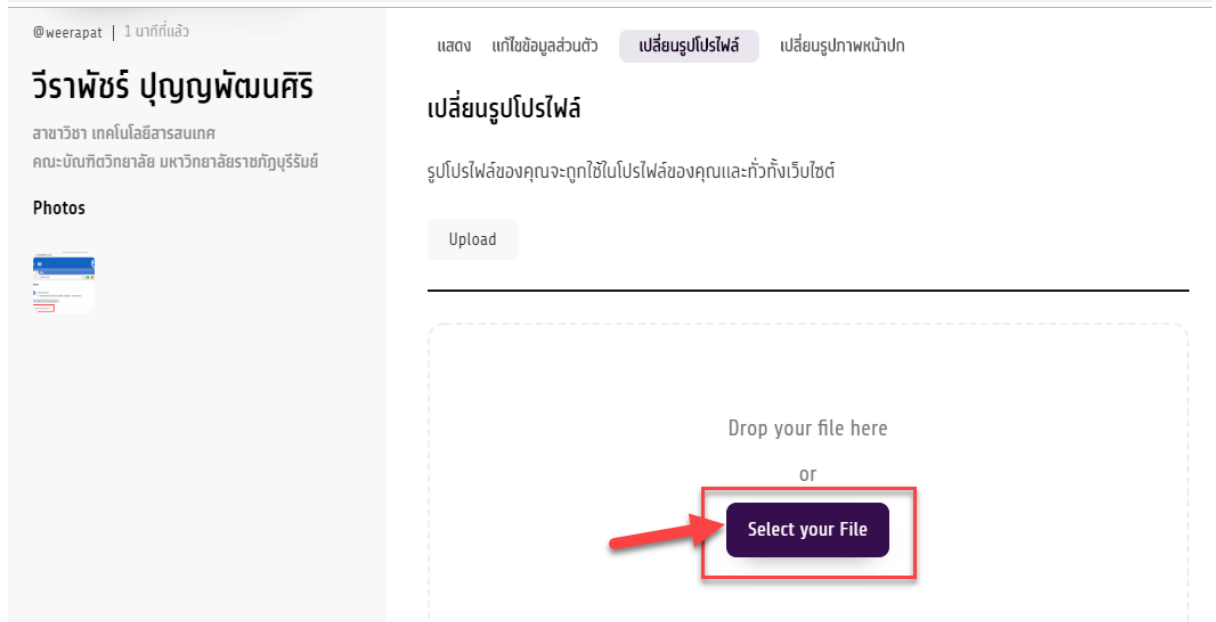 @weerapat | 1 นาทีที่แล้ว
วีราพัชร์ ปุญญพัฒนศิริ
สาขาวิชา เทคโนโลยีสารสนเทศ
คณะบัณฑิตวิทยาลัย มหาวิทยาลัยราชภัฏบุรีรัมย์
Photos
แสดง แก้ไขข้อมูลส่วนตัว เปลี่ยนรูปโปรไฟล์ เปลี่ยนรูปภาพหน้าปก
เปลี่ยนรูปโปรไฟล์
รูปโปรไฟล์ของคุณจะถูกใช้ในโปรไฟล์ของคุณและทั่วทั้งเว็บไซต์
Upload
Drop your file here
or
Select your File